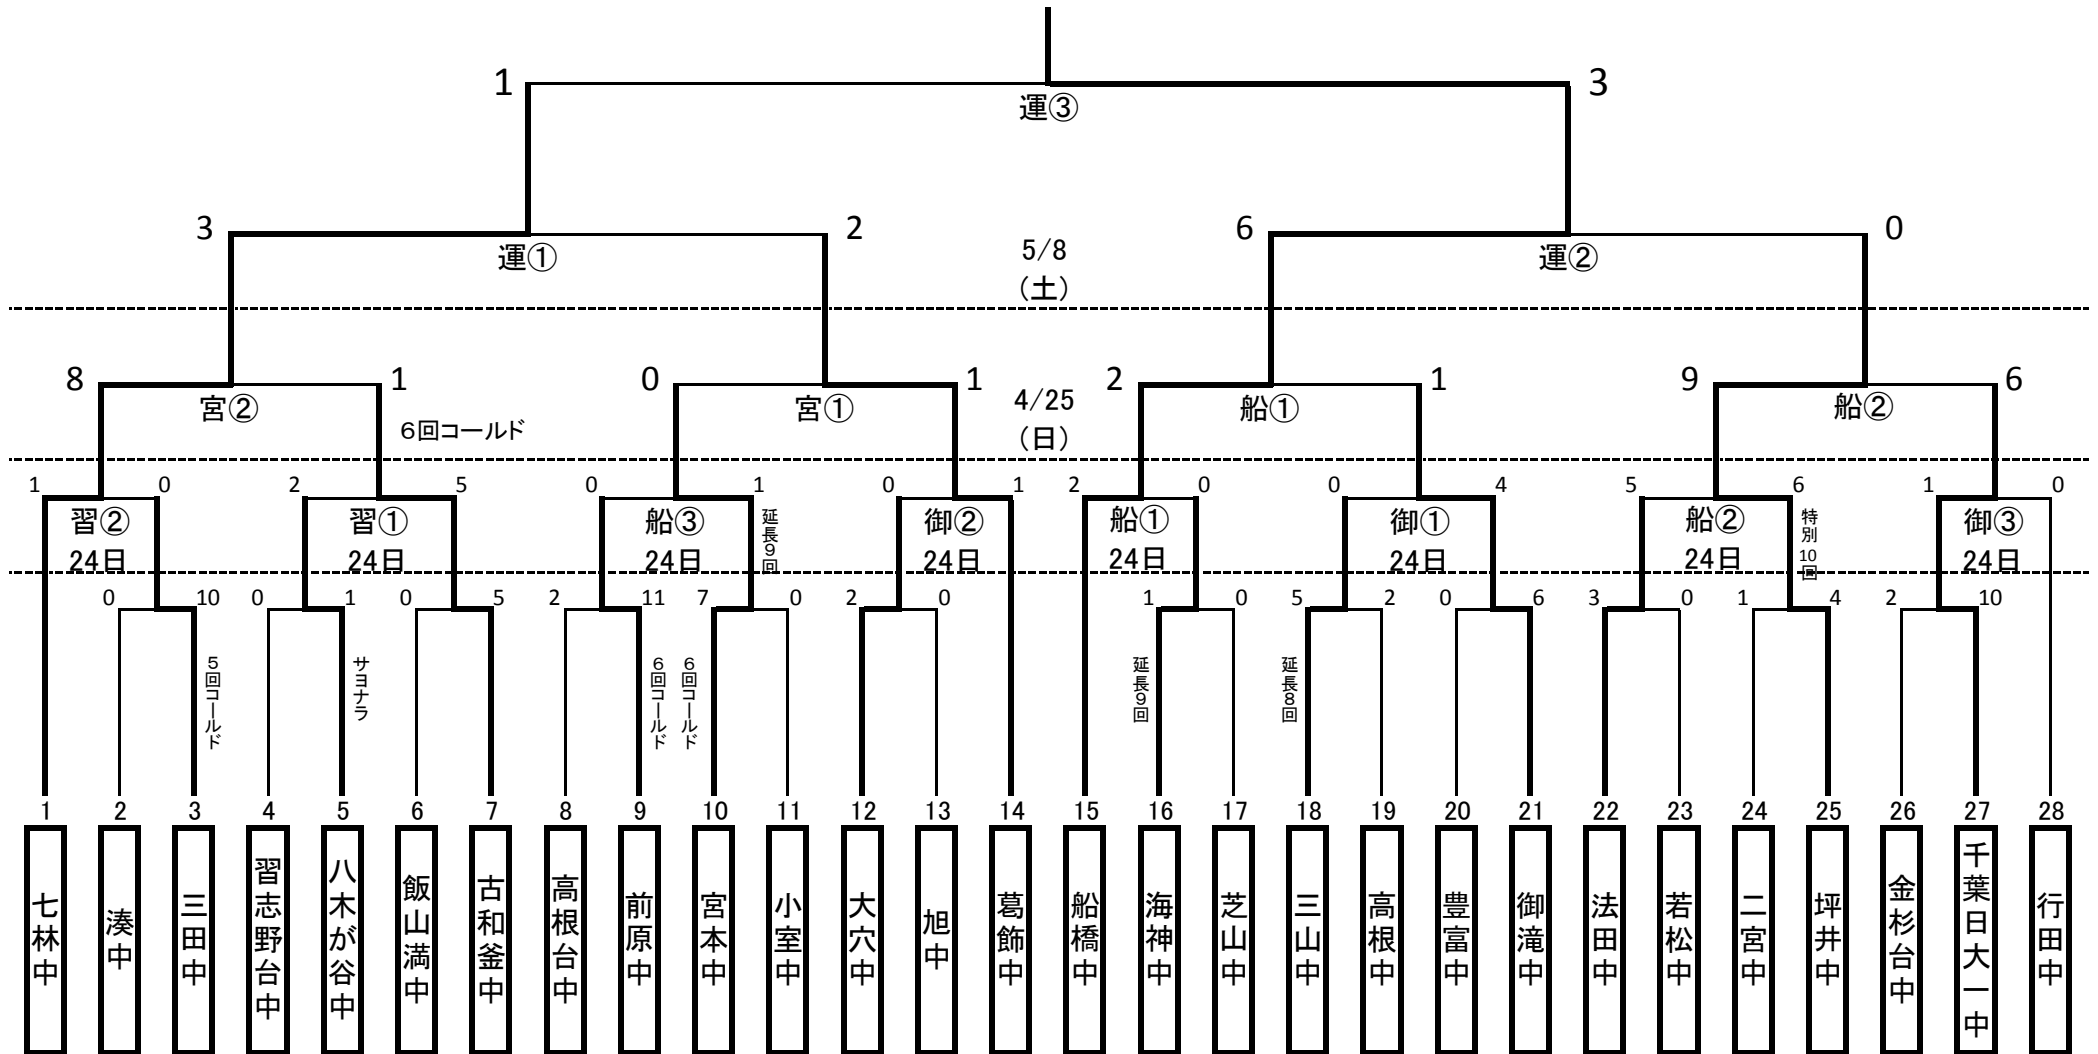 1
3
運③
3
2
6
0
運①
5/8
(土)
運②
8
1
0
1
2
1
9
6
宮②
宮①
4/25
(日)
船①
船②
6回コールド
1
0
2
5
0
1
0
1
2
0
0
4
5
6
1
0
習②
24日
習①
24日
船③
24日
延長9回
御②
24日
船①
24日
御①
24日
船②
24日
特別10回
御③
24日
0
10
0
1
0
5
2
11
7
0
2
0
1
0
5
2
0
6
3
0
1
4
2
10
5回コールド
サヨナラ
6回コールド
6回コールド
延長9回
延長8回
1
2
3
4
5
6
7
8
9
10
11
12
13
14
15
16
17
18
19
20
21
22
23
24
25
26
27
28
七林中
湊中
三田中
習志野台中
八木が谷中
飯山満中
古和釜中
高根台中
前原中
宮本中
小室中
大穴中
旭中
葛飾中
船橋中
海神中
芝山中
三山中
高根中
豊富中
御滝中
法田中
若松中
二宮中
坪井中
金杉台中
千葉日大一中
行田中